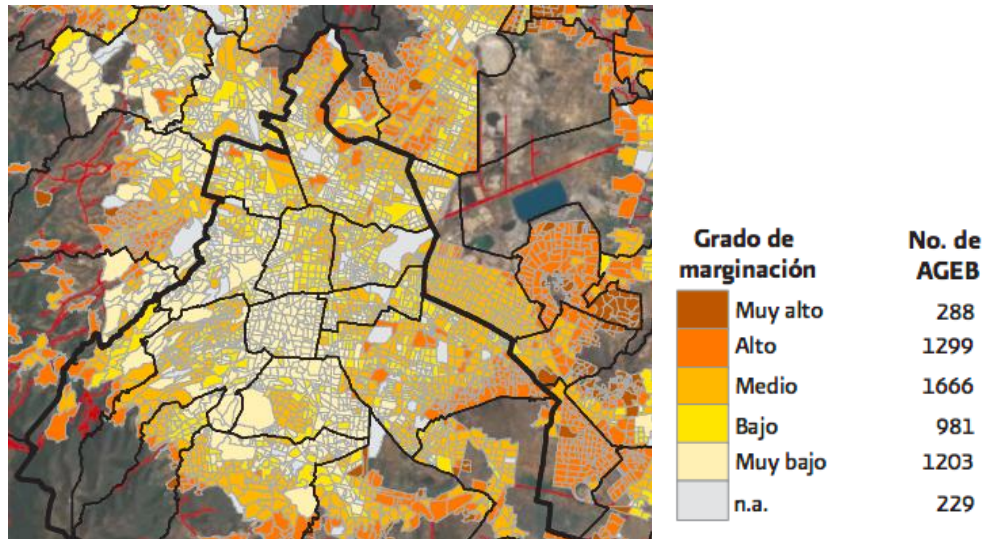 Grado de No. de
marginación AGEB
Muy alto 288
Alto 1299
Medio 1666
Bajo 981
Muy bajo 1203
n.a. 229